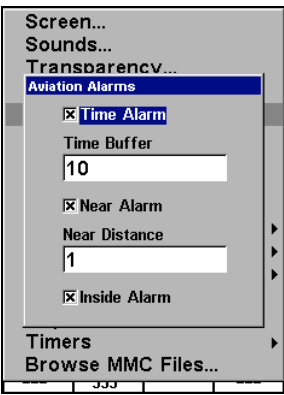 Screen...
Sounds...
Transparency...
Aviation Alarms
Time Alarm
Time Buffer
10
Near Alarm
Near Distance
1
Inside Alarm
Timers
Browse MMC Files...